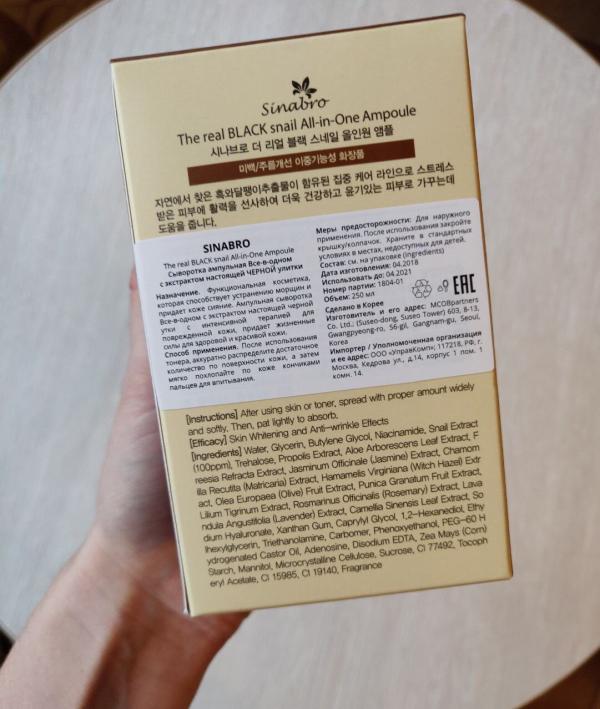 Sinabro
The real BLACK snail All-in-One Ampoule
시나브로 더 리얼 블랙 스네일 올인원 앰플
미백/주름개선 이중기능성 화장품
자연에서 찾은 흑와달팽이추출물이 함유된 집중 케어 라인으로 스트레스
받은 피부에 활력을 선사하여 더욱 건강하고 윤기있는 피부로 가꾸는데
도움을 줍니다.
SINABRO
The real BLACK snail All-in-One Ampoule
Сыворотка ампульная Все-в-одном
с экстрактом настоящей ЧЕРНОЙ улитки
Назначение. Функциональная косметика,
которая способствует устранению морщин и
придает коже сияние. Ампульная сыворотка
Все-в-одном с экстрактом настоящей черной
улитки с интенсивной терапией для
поврежденной кожи, придает жизненные
силы для здоровой и красивой кожи.
Способ применения. После использования
тонера, аккуратно распределите достаточное
количество по поверхности кожи, а затем
мягко похлопайте по коже кончиками
пальцев для впитывания.
Меры предосторожности: Для наружного
применения. После использования закройте
крышку/колпачок. Храните в стандартных
условиях в местах, недоступных для детей.
Состав: см. на упаковке (Ingredients)
Дата изготовления: 04.2018
Использовать до: 04.2021
Номер партии: 1804-01
Объем: 250 мл
EAC
Сделано в Корее
Изготовитель и его адрес: MCOBpartners
Co. Ltd.; (Suseo-dong, Suseo Tower) 603, 8-13,
Gwangpyeong-ro, 56-gil, Gangnam-gu, Seoul,
Korea
Импортер / Уполномоченная организация
и ее адрес: ООО «УправКомп»; 117218, РФ, г.
Москва, Кедрова ул., д.14, корпус 1 пом. 1
комн. 14.
[Instructions] After using skin or toner, spread with proper amount widely
and softly. Then, pat lightly to absorb.
[Efficacy] Skin Whitening and Anti-wrinkle Effects
[Ingredients] Water, Glycerin, Butylene Glycol, Niacinamide, Snail Extract
(100ppm), Trehalose, Propolis Extract, Aloe Arborescens Leaf Extract, F
reesia Refracta Extract, Jasminum Officinale (Jasmine) Extract, Chamom
illa Recutita (Matricaria) Extract, Hamamelis Virginiana (Witch Hazel) Extr
act, Olea Europaea (Olive) Fruit Extract, Punica Granatum Fruit Extract,
Lilium Tigrinum Extract, Rosmarinus Officinalis (Rosemary) Extract, Lava
ndula Angustifolia (Lavender) Extract, Camellia Sinensis Leaf Extract, So
dium Hyaluronate, Xanthan Gum, Caprylyl Glycol, 1,2-Hexanediol, Ethy
lhexylglycerin, Triethanolamine, Carbomer, Phenoxyethanol, PEG-60 H
ydrogenated Castor Oil, Adenosine, Disodium EDTA, Zea Mays (Corn)
Starch, Mannitol, Microcrystalline Cellulose, Sucrose, CI 77492, Tocoph
eryl Acetate, CI 15985, CI 19140, Fragrance